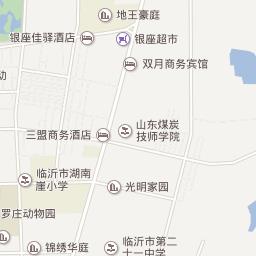 地王豪庭
银座佳驿酒店
银座超市
双月商务宾馆
动
山东煤炭
技师学院
三盟商务酒店
临沂市湖南
崖小学
光明家园
罗庄动物园
锦绣华庭
临沂市第二
十一中学